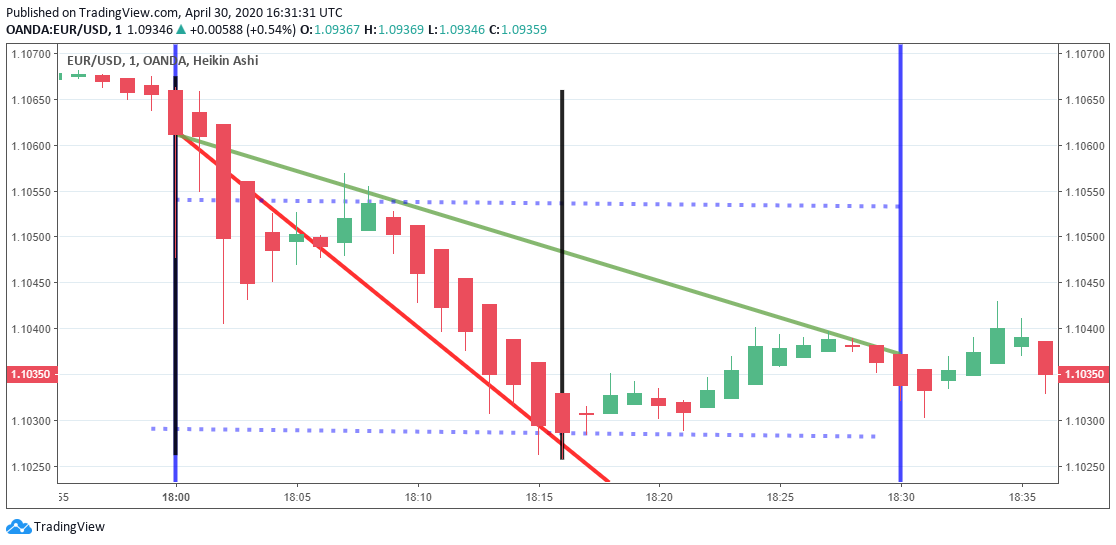 Published on TradingView.com, April 30, 2020 16:31:31 UTC
OANDA:EUR/USD, 1 1.09346 ▲ +0.00588 (+0.54%) O:1.09367 H:1.09369 L:1.09346 C:1.09359
EUR/USD, 1, OANDA, Heikin Ashi
1.10700 1.10700
1.10650 1.10650
1.10600 1.10600
1.10550 1.10550
1.10500 1.10500
1.10450 1.10450
1.10400 1.10400
1.10350 1.10350
1.10300 1.10300
1.10250 1.10250
:55 18:00 18:05 18:10 18:15 18:20 18:25 18:30 18:35
TradingView